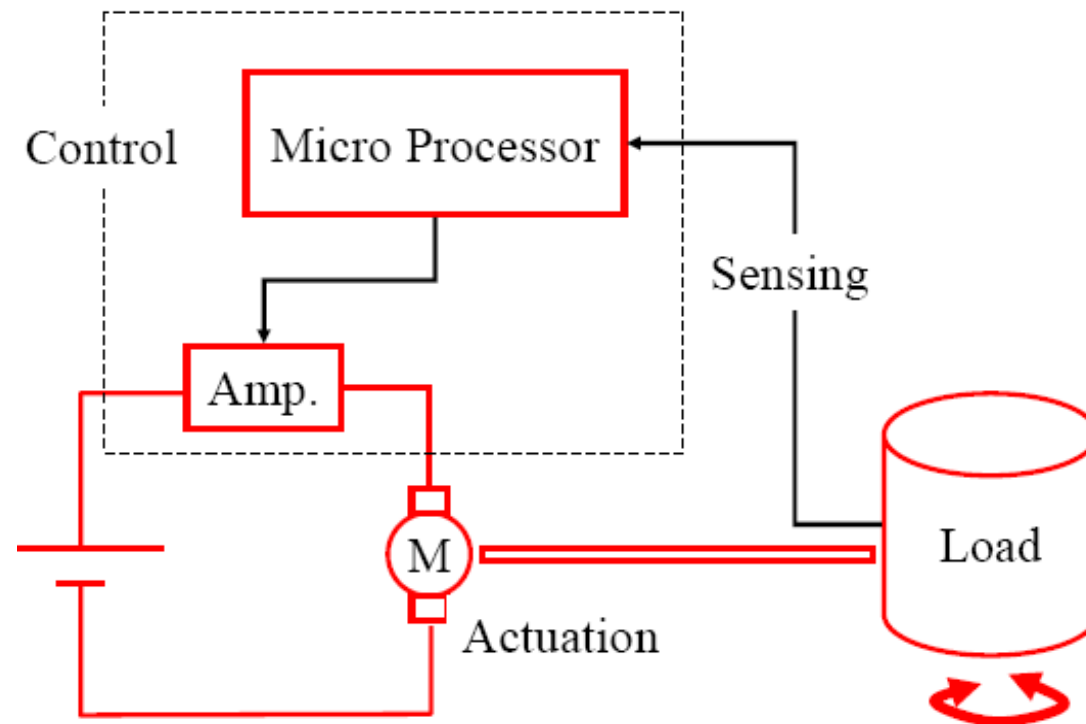 Micro Processor
Control
Sensing
Amp.
M
Load
Actuation